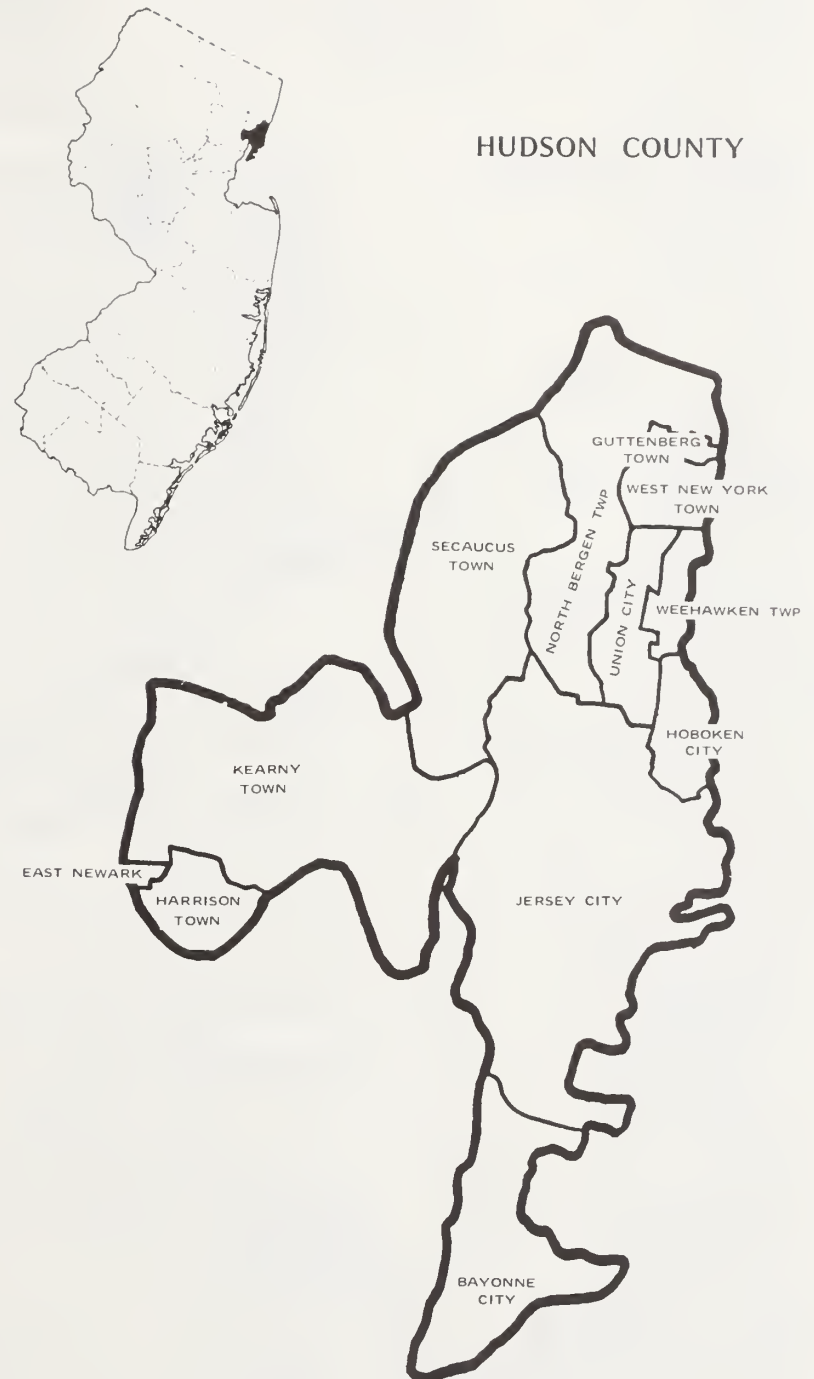 HUDSON COUNTY
GUTTENBERG
TOWN
WEST NEW YORK
TOWN
SECAUCUS
TOWN
NORTH BERGEN TWP
UNION CITY
WEEHAWKEN TWP
HOBOKEN
CITY
KEARNY
TOWN
EAST NEWARK
HARRISON
TOWN
JERSEY CITY
BAYONNE
CITY